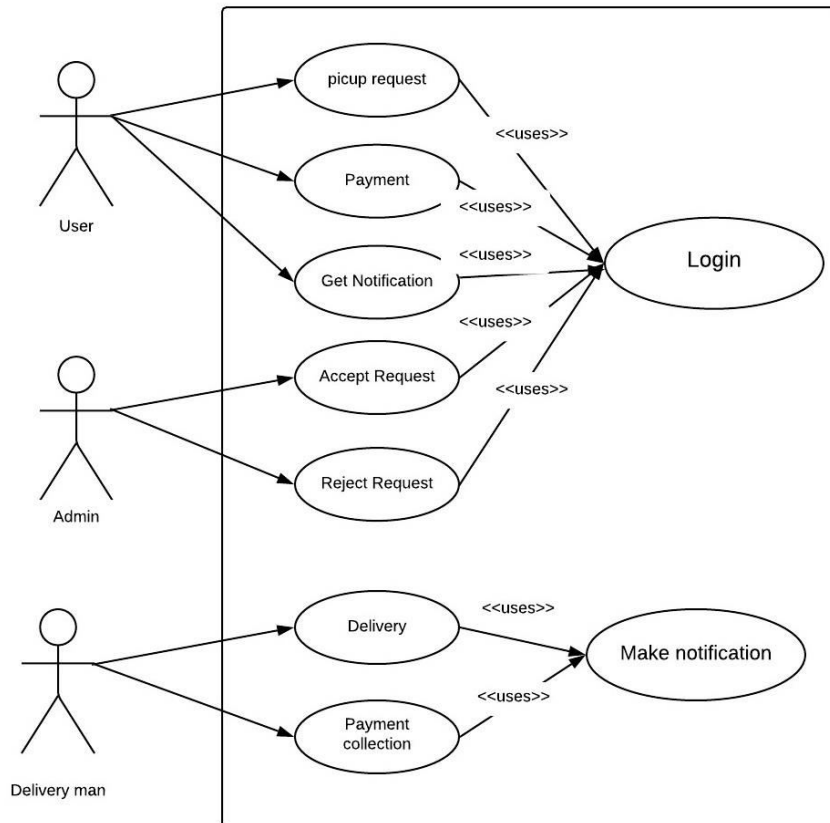 picup request
<<uses>>
Payment
<<uses>>
User
<<uses>>
Login
Get Notification
<<uses>>
Accept Request
<<uses>>
Reject Request
Admin
<<uses>>
Delivery
Make notification
<<uses>>
Payment
collection
Delivery man